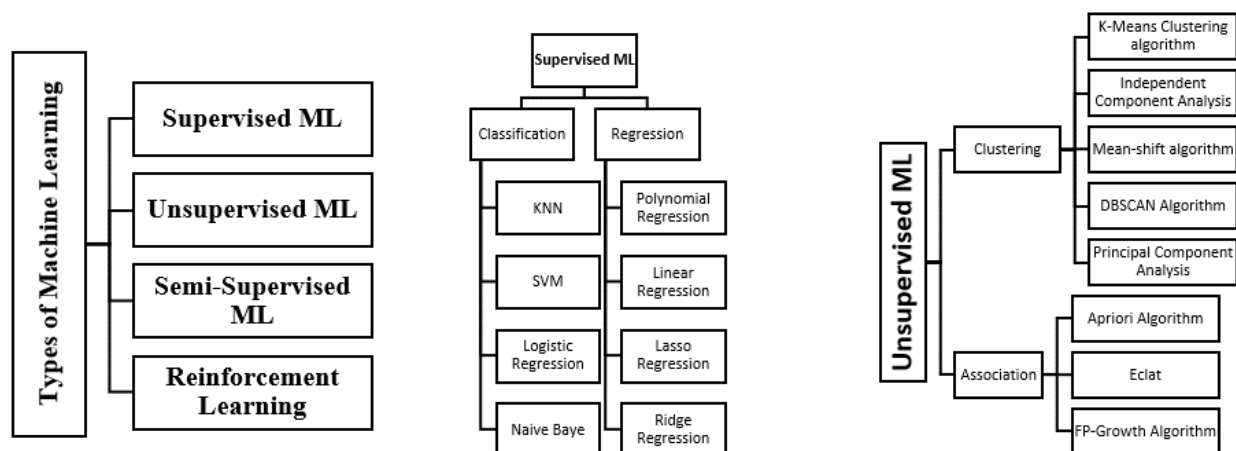 Types of Machine Learning
Supervised ML
Unsupervised ML
Semi-Supervised
ML
Reinforcement
Learning
Supervised ML
Classification
Regression
KNN
SVM
Logistic
Regression
Naive Baye
Polynomial
Regression
Linear
Regression
Lasso
Regression
Ridge
Regression
Unsupervised ML
Clustering
K-Means Clustering
algorithm
Independent
Component Analysis
Mean-shift algorithm
DBSCAN Algorithm
Principal Component
Analysis
Association
Apriori Algorithm
Eclat
FP-Growth Algorithm